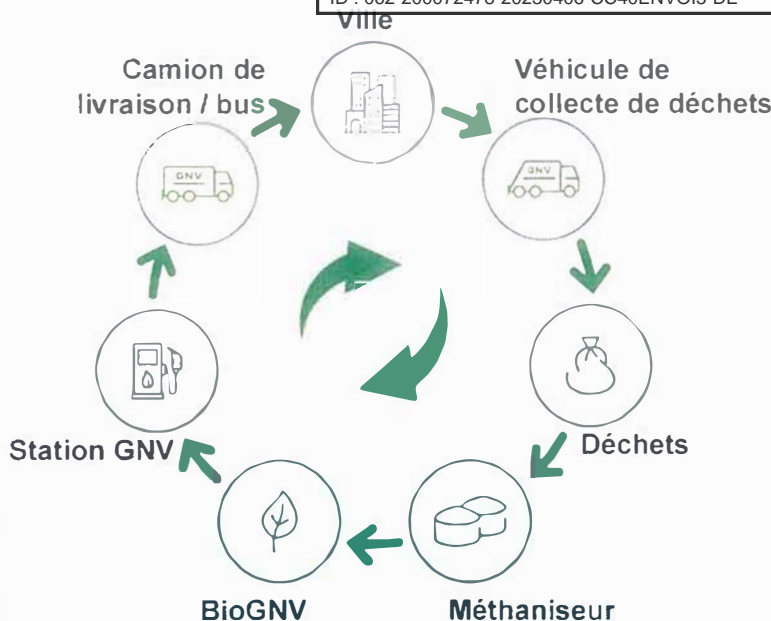 Ville
Camion de
livraison / bus
Véhicule de
collecte de déchets
GNV
GNV
Station GNV
Déchets
BioGNV
Méthaniseur